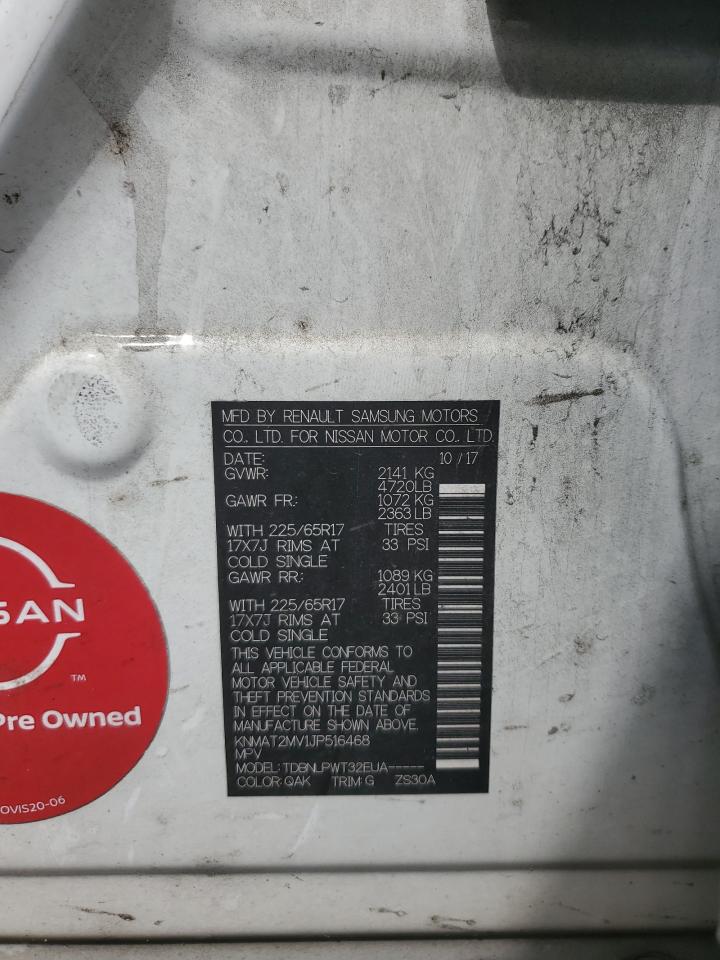 MFD BY RENAULT SAMSUNG MOTORS
CO. LTD. FOR NISSAN MOTOR CO. LTD.
DATE: 10 / 17
GVWR: 2141 KG
4720LB
GAWR FR: 1072 KG
2363 LB
WITH 225/65R17 TIRES
17X7J RIMS AT 33 PSI
COLD SINGLE
GAWR RR: 1089 KG
2401 LB
WITH 225/65R17 TIRES
17X7J RIMS AT 33 PSI
COLD SINGLE
THIS VEHICLE CONFORMS TO
ALL APPLICABLE FEDERAL
MOTOR VEHICLE SAFETY AND
THEFT PREVENTION STANDARDS
IN EFFECT ON THE DATE OF
MANUFACTURE SHOWN ABOVE.
KNMAT2MV1JP516468
MPV
MODEL: TDBNLPWT32EUA-----
COLOR: QAK TRIM: G ZS30A
SSAN
TM
Pre Owned
OVIS20-06